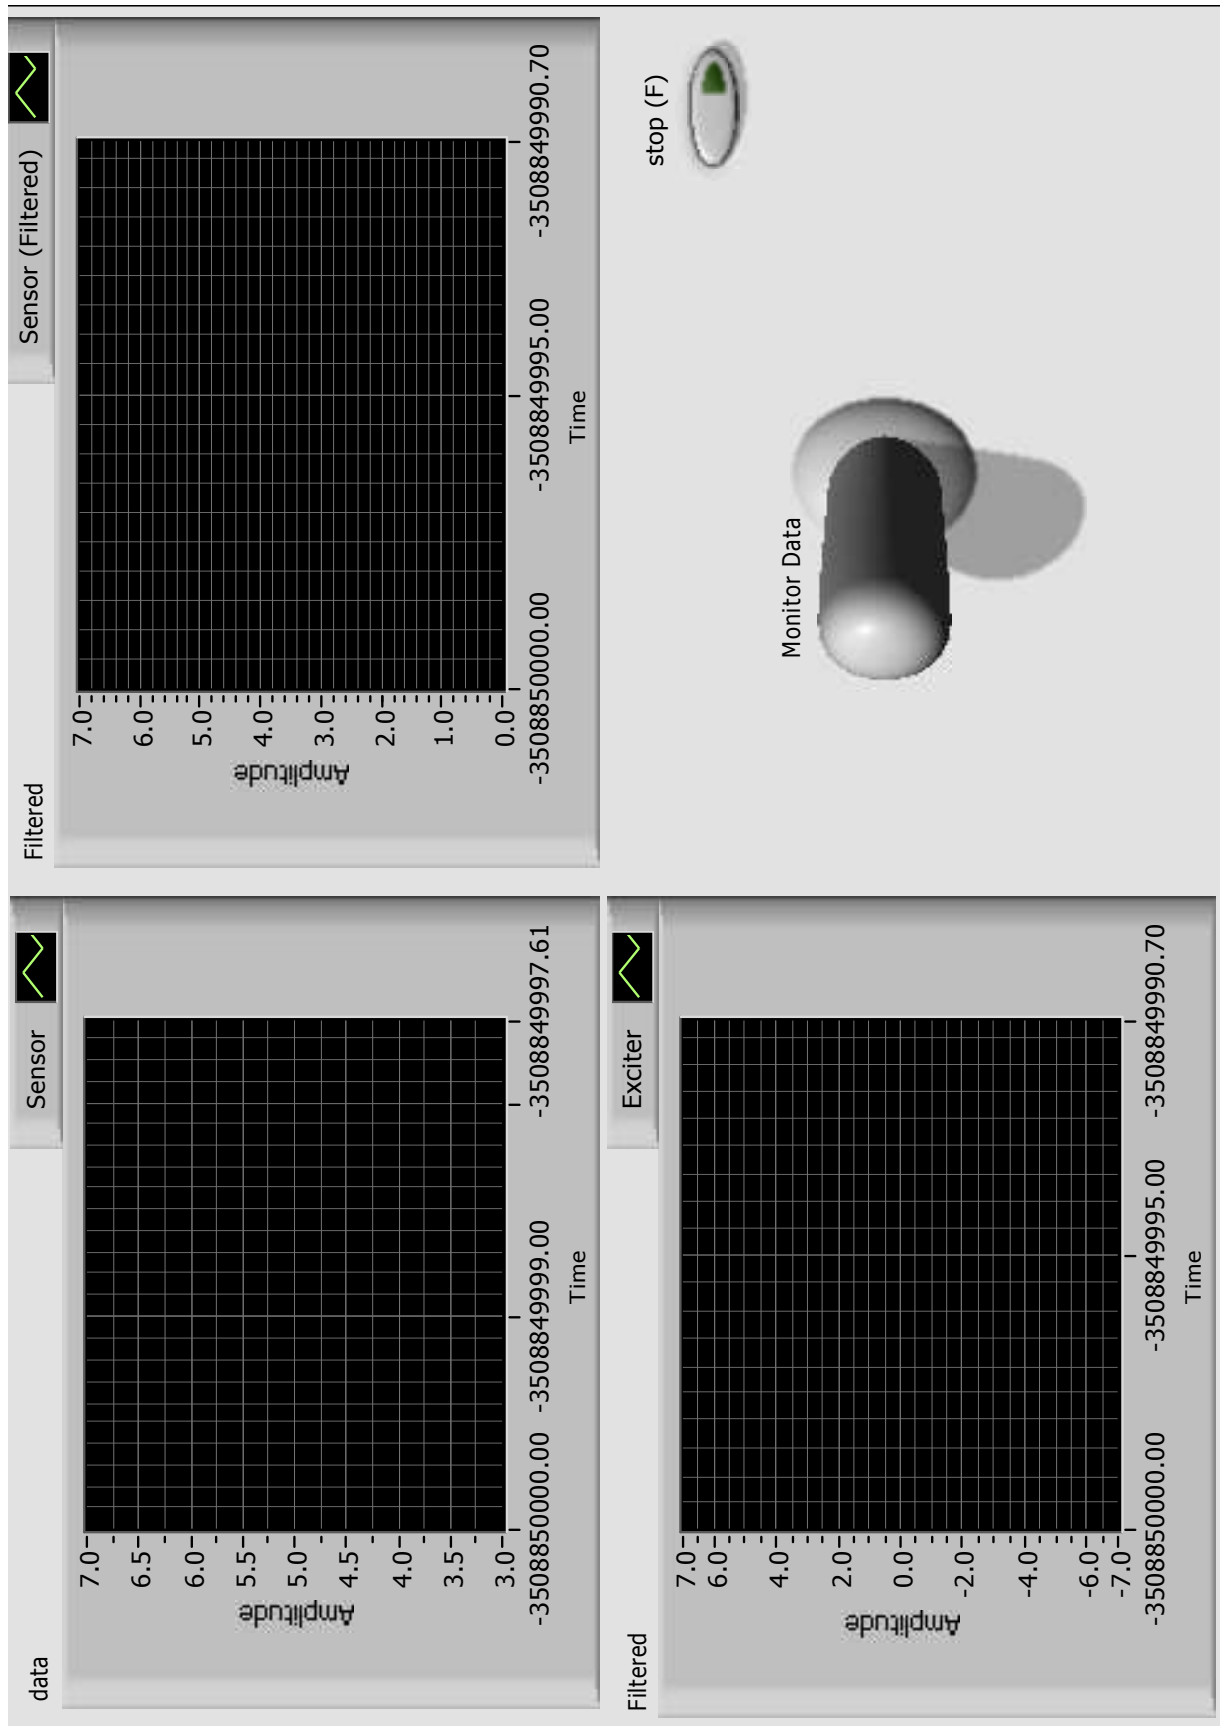 data
Sensor
Amplitude
7.0
6.5
6.0
5.5
5.0
4.5
4.0
3.0
-3508850000.00
-3508849999.00
-3508849997.61
Time
Filtered
Sensor (Filtered)
Amplitude
7.0
6.0
5.0
4.0
3.0
2.0
1.0
0.0
-3508850000.00
-3508849995.00
-3508849990.70
Time
Filtered
Exciter
Amplitude
7.0
6.0
4.0
2.0
0.0
-2.0
-4.0
-6.0
-7.0
-3508850000.00
-3508849995.00
-3508849990.70
Time
Monitor Data
stop (F)